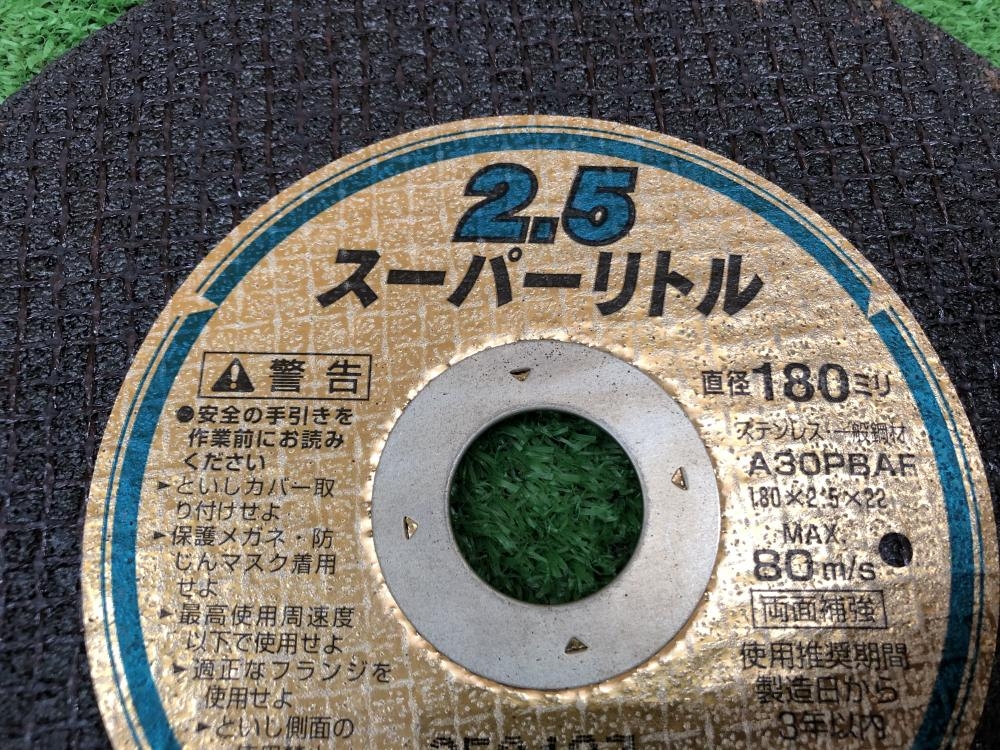 2.5
スーパーリトル
警告
●安全の手引きを
作業前にお読み
ください
▶といしカバー取
り付けせよ
▶保護メガネ・防
じんマスク着用
せよ
▶最高使用周速度
以下で使用せよ
▶適正なフランジを
使用せよ
▶といし側面の
直径180ミリ
ステンレス・一般鋼材
A30PBAF
180×2.5×22
MAX.
80m/s
両面補強
使用推奨期間
製造日から
3年以内